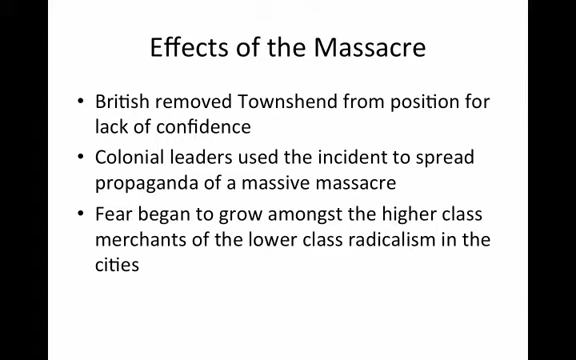 Effects of the Massacre
• British removed Townshend from position for
lack of confidence
• Colonial leaders used the incident to spread
propaganda of a massive massacre
• Fear began to grow amongst the higher class
merchants of the lower class radicalism in the
cities